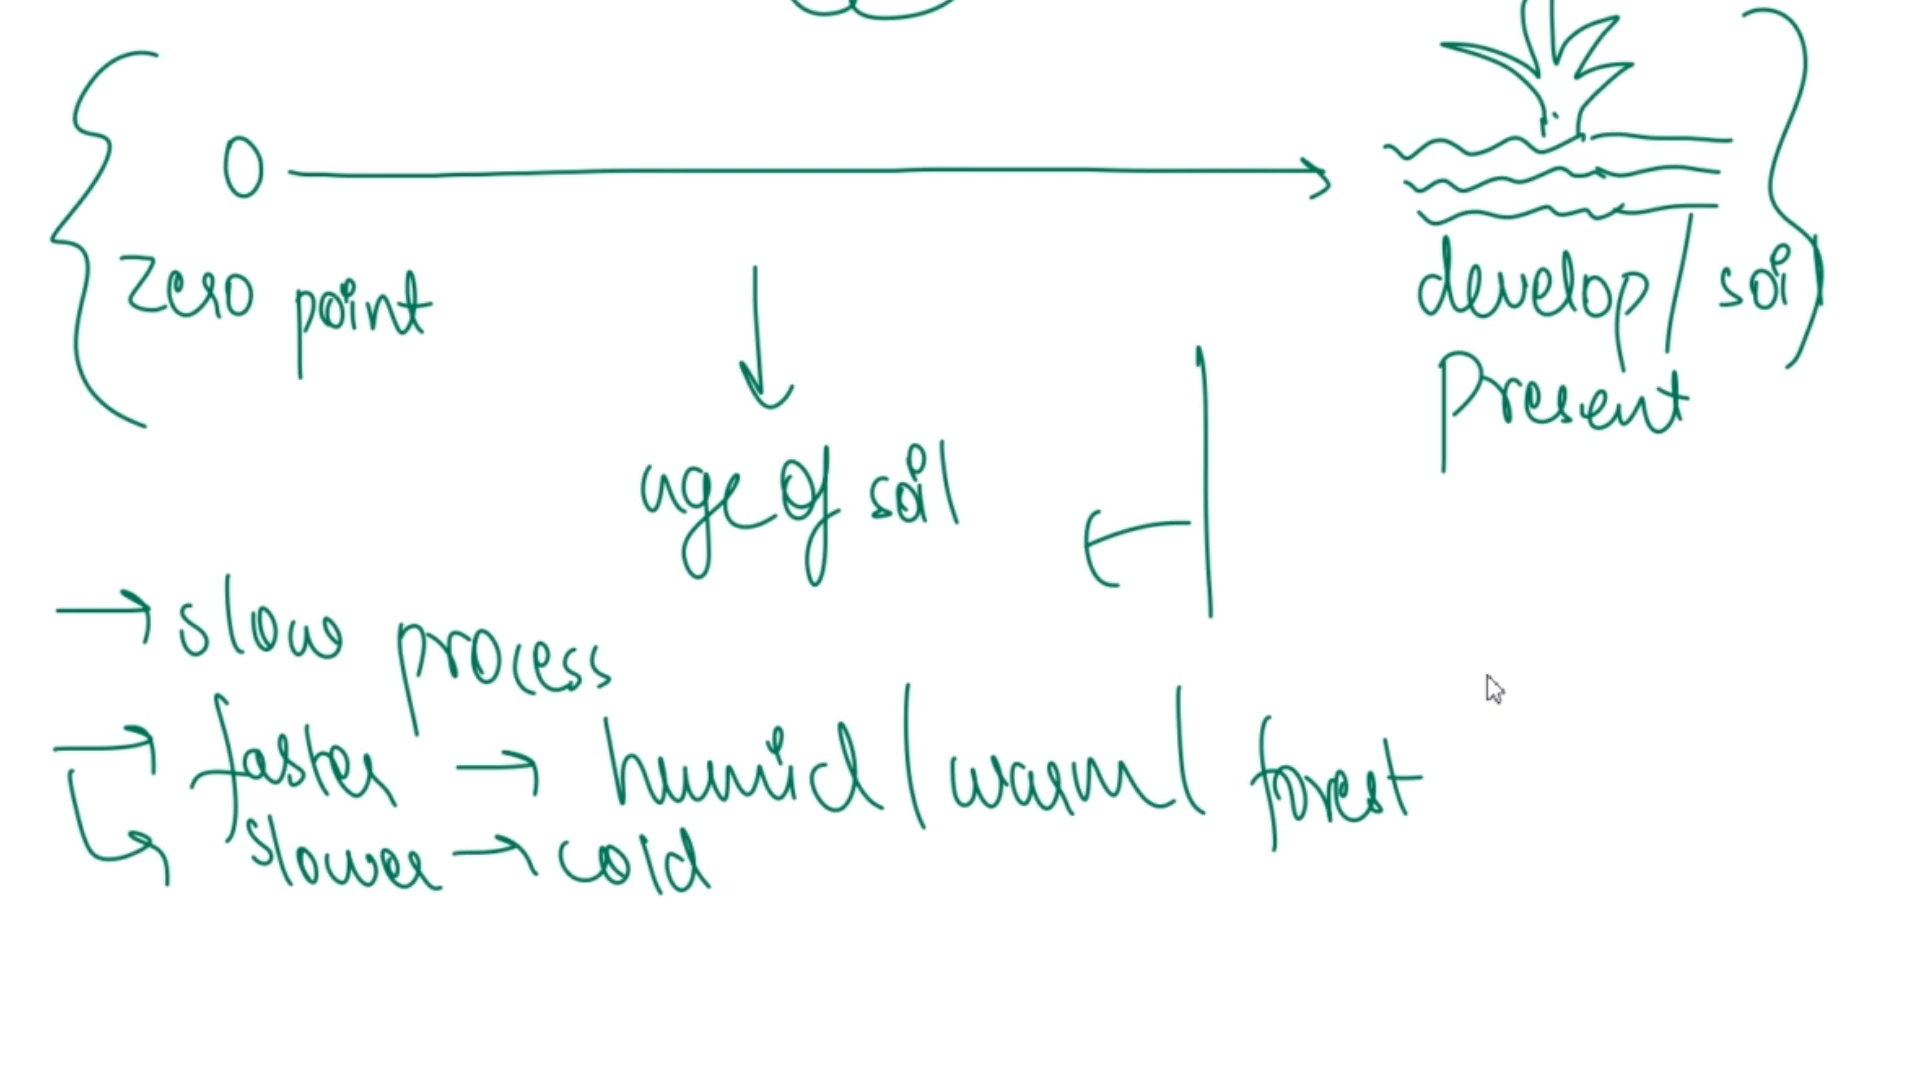 0
zero point
develop/ soil
present
age of soil
→ slow process
→ faster → humid/warm/ forest
↳ slower → cold